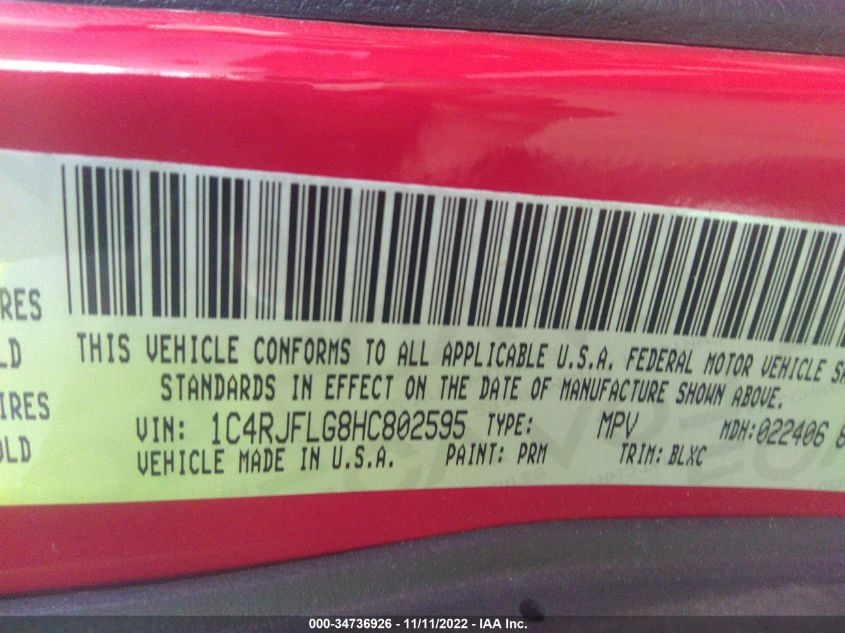 THIS VEHICLE CONFORMS TO ALL APPLICABLE U.S.A. FEDERAL MOTOR VEHICLE SA
STANDARDS IN EFFECT ON THE DATE OF MANUFACTURE SHOWN ABOVE.
VIN: 1C4RJFLG8HC802595 TYPE: MPV MDH:022406
VEHICLE MADE IN U.S.A. PAINT: PRM TRIM: BLXC
RES
LD
IRES
OLD
000-34736926 - 11/11/2022 - IAA Inc.